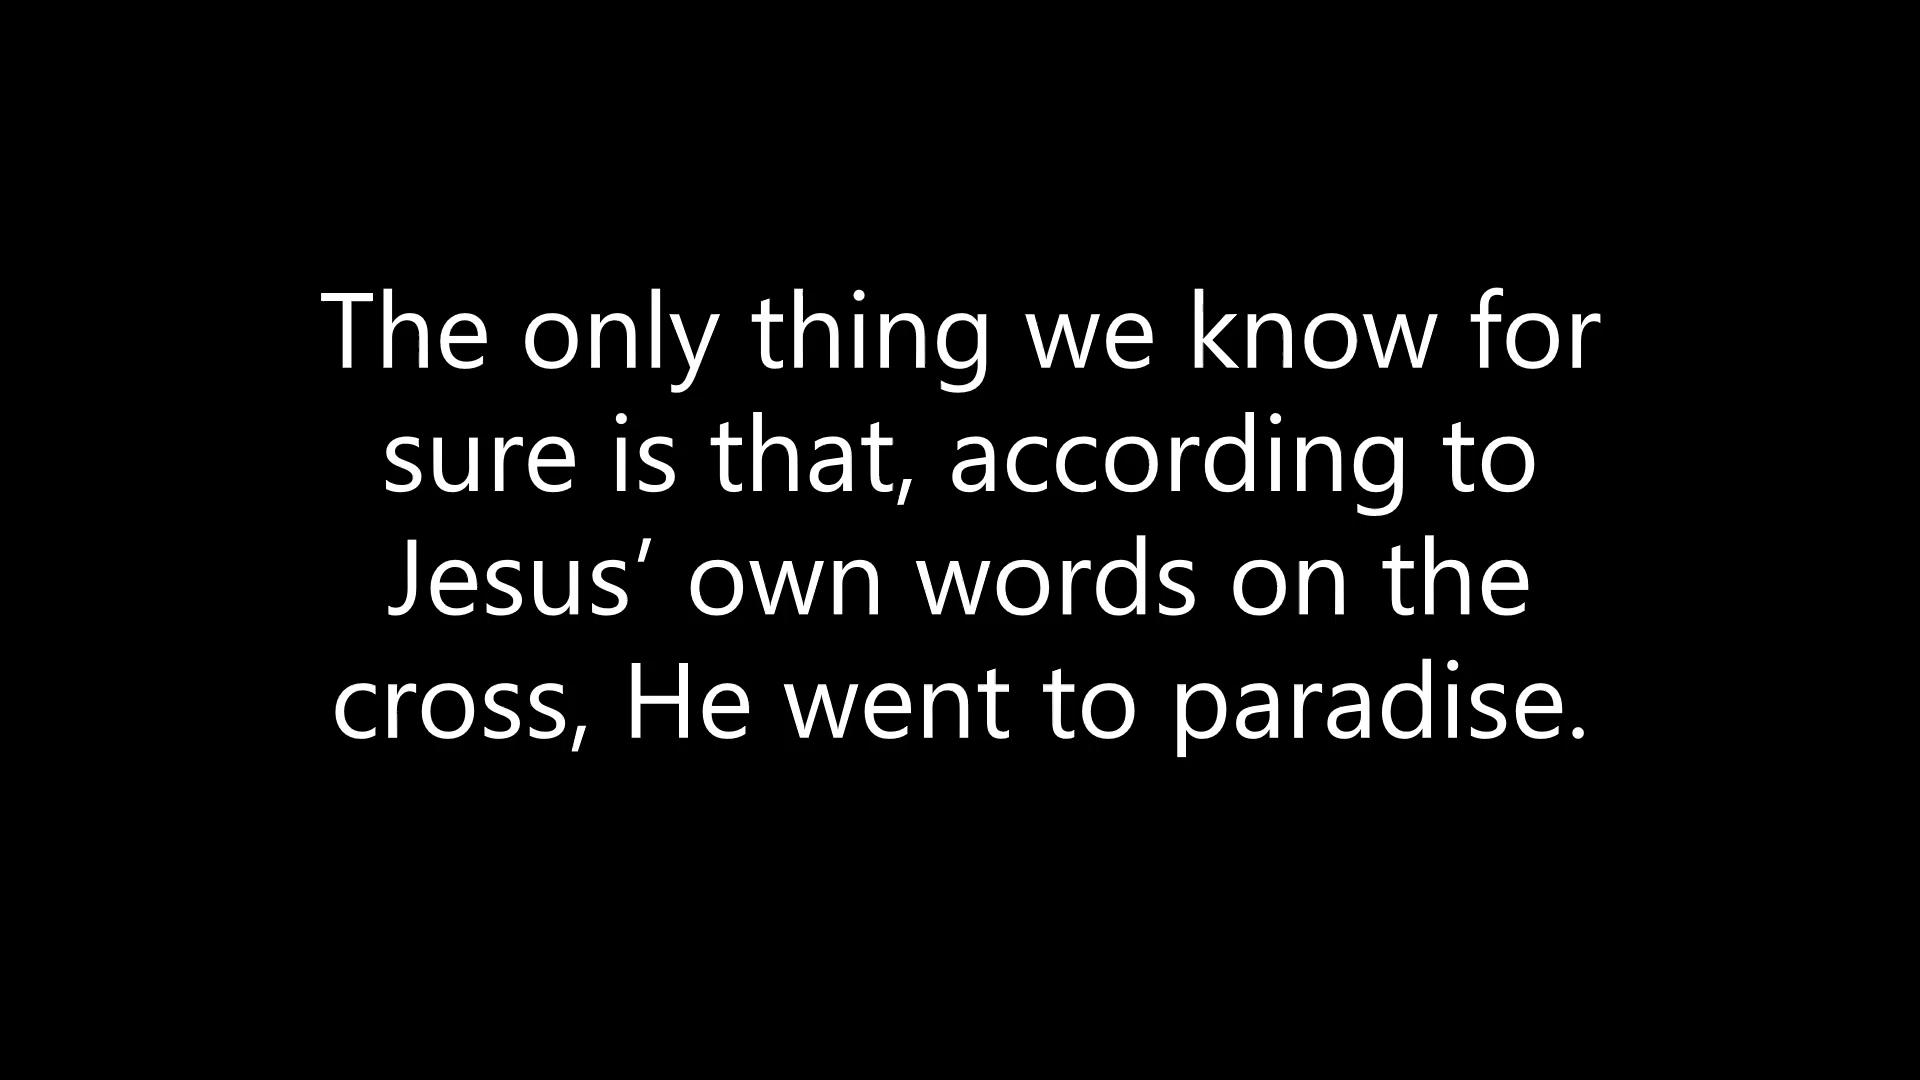 The only thing we know for
sure is that, according to
Jesus’ own words on the
cross, He went to paradise.